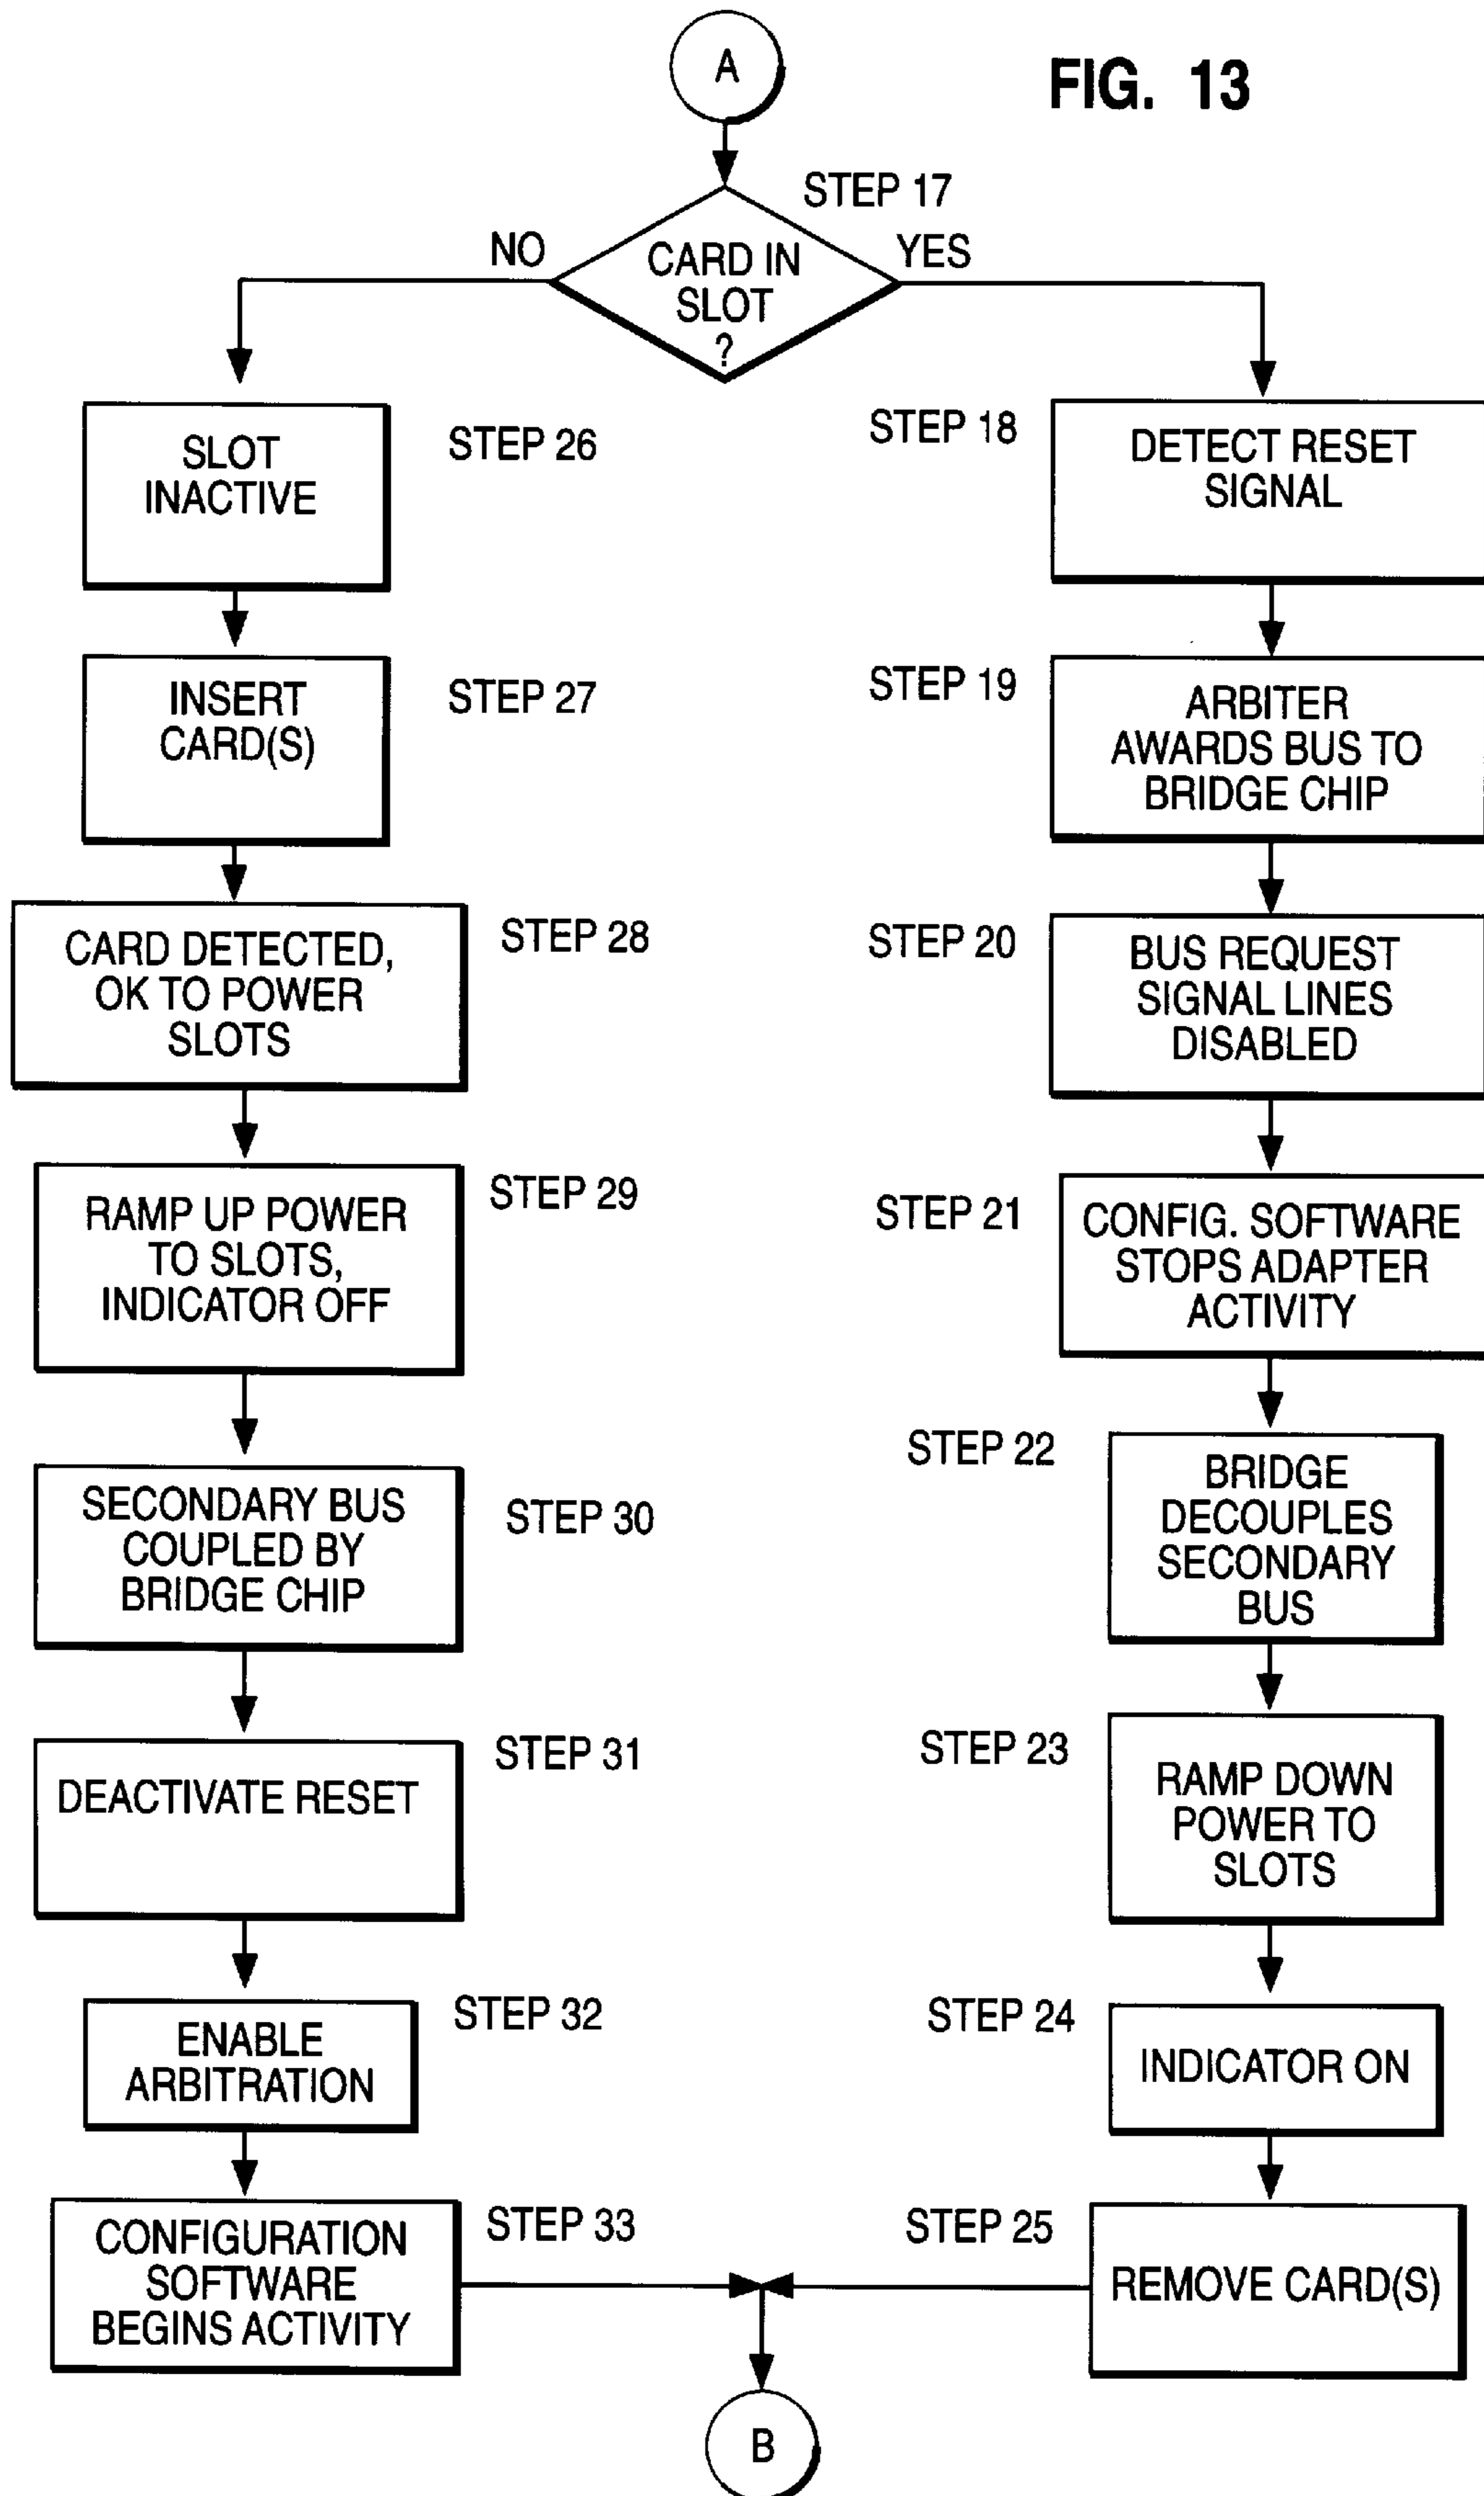 A
FIG. 13
STEP 17
NO
YES
CARD IN
SLOT
?
SLOT
INACTIVE
STEP 26
INSERT
CARD(S)
STEP 27
CARD DETECTED,
OK TO POWER
SLOTS
STEP 28
RAMP UP POWER
TO SLOTS,
INDICATOR OFF
STEP 29
SECONDARY BUS
COUPLED BY
BRIDGE CHIP
STEP 30
DEACTIVATE RESET
STEP 31
ENABLE
ARBITRATION
STEP 32
CONFIGURATION
SOFTWARE
BEGINS ACTIVITY
STEP 33
STEP 18
DETECT RESET
SIGNAL
STEP 19
ARBITER
AWARDS BUS TO
BRIDGE CHIP
STEP 20
BUS REQUEST
SIGNAL LINES
DISABLED
STEP 21
CONFIG. SOFTWARE
STOPS ADAPTER
ACTIVITY
STEP 22
BRIDGE
DECOUPLES
SECONDARY
BUS
STEP 23
RAMP DOWN
POWER TO
SLOTS
STEP 24
INDICATOR ON
STEP 25
REMOVE CARD(S)
B